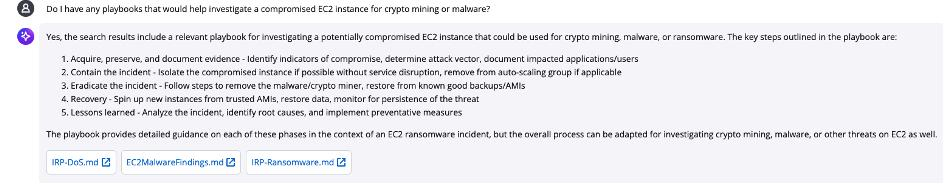 Do I have any playbooks that would help investigate a compromised EC2 instance for crypto mining or malware?
Yes, the search results include a relevant playbook for investigating a potentially compromised EC2 instance that could be used for crypto mining, malware, or ransomware. The key steps outlined in the playbook are:
1. Acquire, preserve, and document evidence - Identify indicators of compromise, determine attack vector, document impacted applications/users
2. Contain the incident - Isolate the compromised instance if possible without service disruption, remove from auto-scaling group if applicable
3. Eradicate the incident - Follow steps to remove the malware/crypto miner, restore from known good backups/AMIs
4. Recovery - Spin up new instances from trusted AMIs, restore data, monitor for persistence of the threat
5. Lessons learned - Analyze the incident, identify root causes, and implement preventative measures
The playbook provides detailed guidance on each of these phases in the context of an EC2 ransomware incident, but the overall process can be adapted for investigating crypto mining, malware, or other threats on EC2 as well.
IRP-DoS.md EC2MalwareFindings.md IRP-Ransomware.md